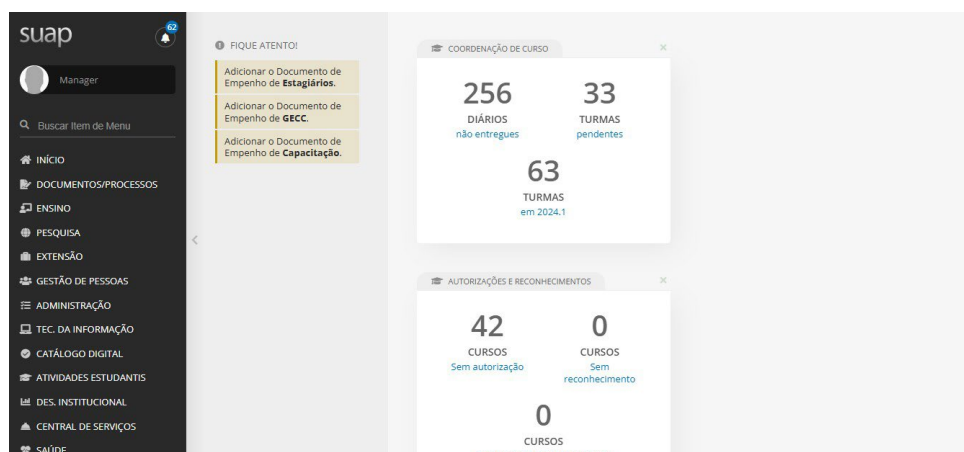 suap
62
Manager
Buscar Item de Menu
INÍCIO
DOCUMENTOS/PROCESSOS
ENSINO
PESQUISA
EXTENSÃO
GESTÃO DE PESSOAS
ADMINISTRAÇÃO
TEC. DA INFORMAÇÃO
CATÁLOGO DIGITAL
ATIVIDADES ESTUDANTIS
DES. INSTITUCIONAL
CENTRAL DE SERVIÇOS
SAÚDE
FIQUE ATENTO!
Adicionar o Documento de
Empenho de Estagiários.
Adicionar o Documento de
Empenho de GECC.
Adicionar o Documento de
Empenho de Capacitação.
COORDENAÇÃO DE CURSO
256
DIÁRIOS
não entregues
33
TURMAS
pendentes
63
TURMAS
em 2024.1
AUTORIZAÇÕES E RECONHECIMENTOS
42
CURSOS
Sem autorização
0
CURSOS
Sem
reconhecimento
0
CURSOS